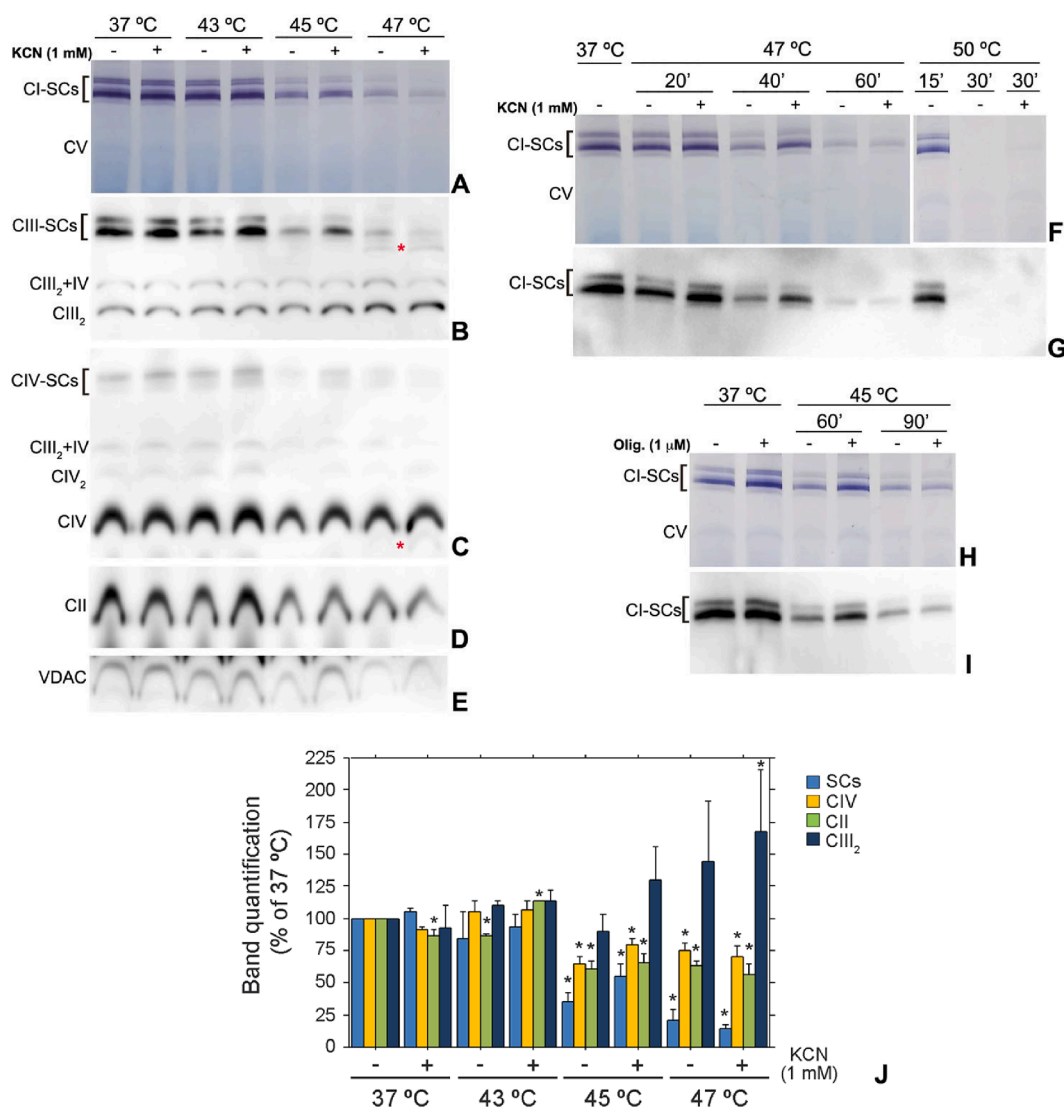 37 ºC 43 ºC 45 ºC 47 ºC
KCN (1 mM) - + - + - + - +
CI-SCs
CV
A
CIII-SCs
*
CIII₂+IV
CIII₂
B
CIV-SCs
CIII₂+IV
CIV₂
CIV
*
C
CII
D
VDAC
E
37 ºC 47 ºC 50 ºC
20' 40' 60' 15' 30' 30'
KCN (1 mM) - - + - + - + - - +
CI-SCs
CV
F
CI-SCs
G
37 ºC 45 ºC
60' 90'
Olig. (1 µM) - + - + - +
CI-SCs
CV
H
CI-SCs
I
Band quantification
(% of 37 ºC)
225
200
175
150
125
100
75
50
25
0
* * * * * * * * * * * * * * * *
SCs
CIV
CII
CIII₂
- + - + - + - +
KCN
(1 mM)
37 ºC 43 ºC 45 ºC 47 ºC
J